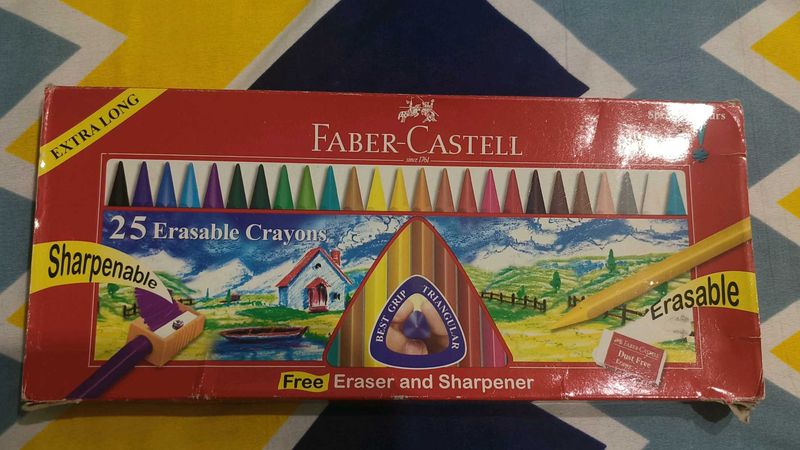 EXTRA LONG
FABER-CASTELL
since 1761
25 Erasable Crayons
Sharpenable
BEST GRIP TRIANGULAR
Erasable
FABER-CASTELL
Dust Free
Free Eraser and Sharpener